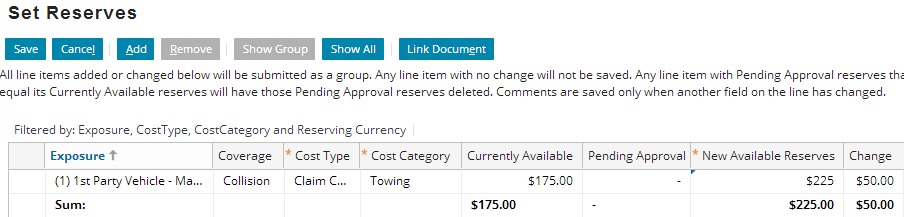 Set Reserves
Save Cancel Add Remove Show Group Show All Link Document
All line items added or changed below will be submitted as a group. Any line item with no change will not be saved. Any line item with Pending Approval reserves tha
equal its Currently Available reserves will have those Pending Approval reserves deleted. Comments are saved only when another field on the line has changed.
Filtered by: Exposure, CostType, CostCategory and Reserving Currency
Exposure ↑ Coverage * Cost Type * Cost Category Currently Available Pending Approval * New Available Reserves Change
(1) 1st Party Vehicle - Ma... Collision Claim C... Towing $175.00 - $225 $50.00
Sum: $175.00 - $225.00 $50.00